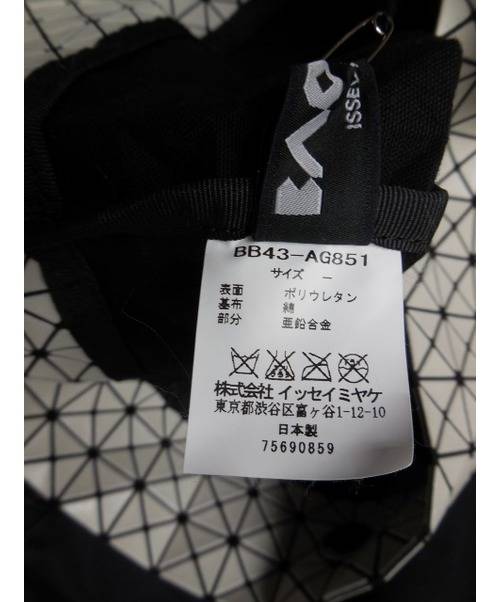 BAO
ISSEY
BB43-AG851
サイズ －
表面 ポリウレタン
基布 綿
部分 亜鉛合金
株式会社 イッセイミヤケ
東京都渋谷区富ヶ谷1-12-10
日本製
75690859